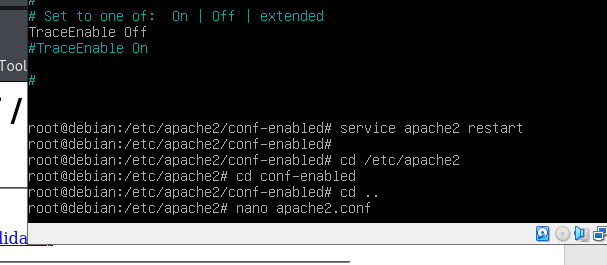 #
# Set to one of:  On | Off | extended
TraceEnable Off
#TraceEnable On
Tool
#
/
root@debian:/etc/apache2/conf-enabled# service apache2 restart
root@debian:/etc/apache2/conf-enabled#
root@debian:/etc/apache2/conf-enabled# cd /etc/apache2
root@debian:/etc/apache2# cd conf-enabled
root@debian:/etc/apache2/conf-enabled# cd ..
root@debian:/etc/apache2# nano apache2.conf
lida